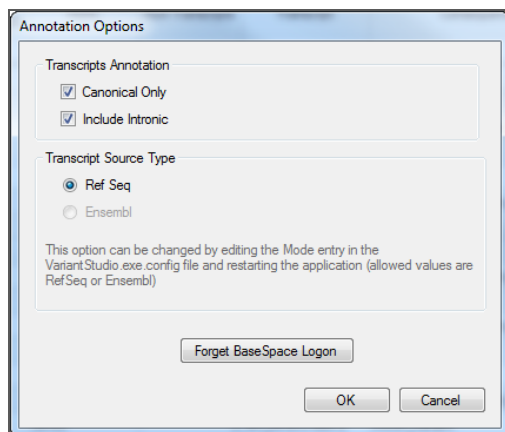 Annotation Options
Transcripts Annotation
Canonical Only
Include Intronic
Transcript Source Type
Ref Seq
Ensembl
This option can be changed by editing the Mode entry in the
VariantStudio.exe.config file and restarting the application (allowed values are
RefSeq or Ensembl)
Forget BaseSpace Logon
OK
Cancel